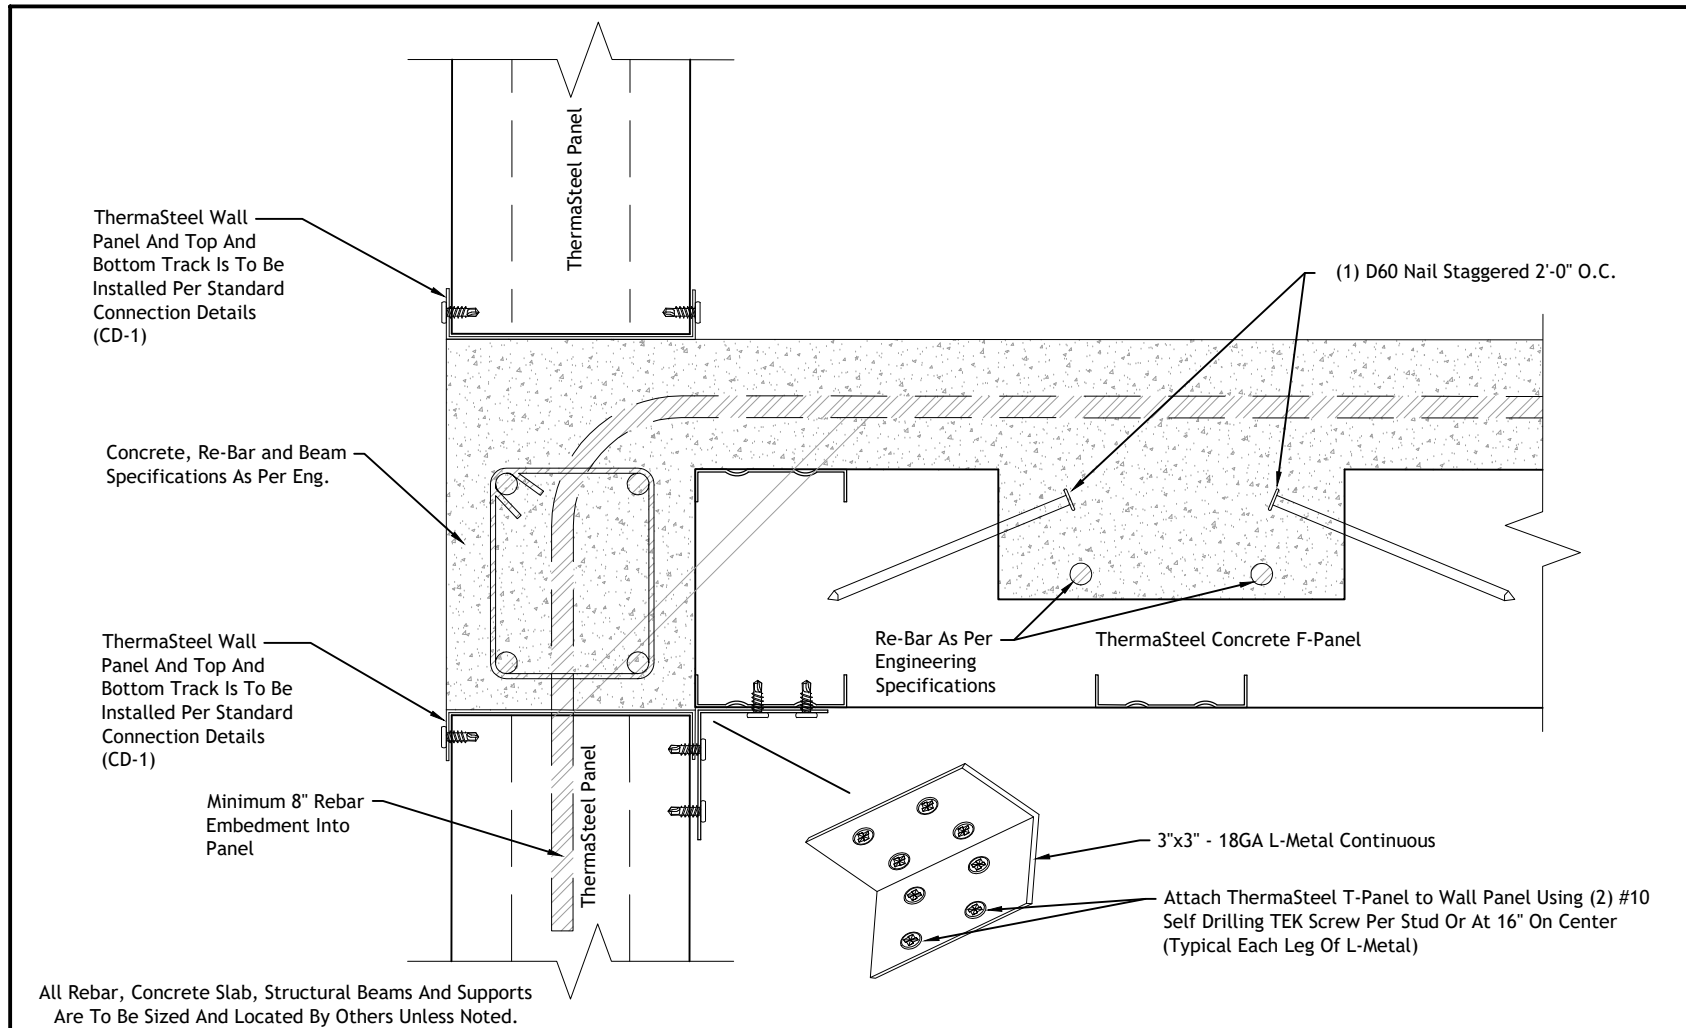 ThermaSteel Panel
ThermaSteel Wall
Panel And Top And
Bottom Track Is To Be
Installed Per Standard
Connection Details
(CD-1)
(1) D60 Nail Staggered 2'-0" O.C.
Concrete, Re-Bar and Beam
Specifications As Per Eng.
ThermaSteel Wall
Panel And Top And
Bottom Track Is To Be
Installed Per Standard
Connection Details
(CD-1)
Re-Bar As Per
Engineering
Specifications
ThermaSteel Concrete F-Panel
Minimum 8" Rebar
Embedment Into
Panel
ThermaSteel Panel
3"x3" - 18GA L-Metal Continuous
Attach ThermaSteel T-Panel to Wall Panel Using (2) #10
Self Drilling TEK Screw Per Stud Or At 16" On Center
(Typical Each Leg Of L-Metal)
All Rebar, Concrete Slab, Structural Beams And Supports
Are To Be Sized And Located By Others Unless Noted.